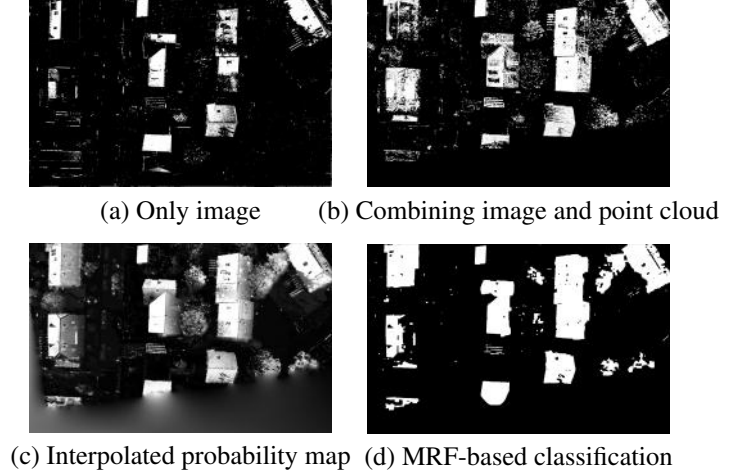 (a) Only image
(b) Combining image and point cloud
(c) Interpolated probability map
(d) MRF-based classification